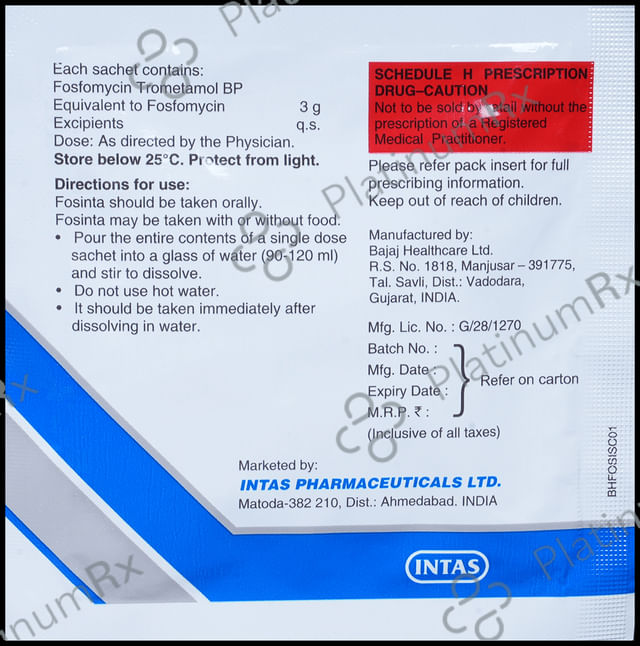 Each sachet contains:
Fosfomycin Trometamol BP
Equivalent to Fosfomycin 3 g
Excipients q.s.
Dose: As directed by the Physician.
Store below 25°C. Protect from light.
Directions for use:
Fosinta should be taken orally.
Fosinta may be taken with or without food.
• Pour the entire contents of a single dose
sachet into a glass of water (90-120 ml)
and stir to dissolve.
• Do not use hot water.
• It should be taken immediately after
dissolving in water.
SCHEDULE H PRESCRIPTION
DRUG–CAUTION
Not to be sold by retail without the
prescription of a Registered
Medical Practitioner.
Please refer pack insert for full
prescribing information.
Keep out of reach of children.
Manufactured by:
Bajaj Healthcare Ltd.
R.S. No. 1818, Manjusar – 391775,
Tal. Savli, Dist.: Vadodara,
Gujarat, INDIA.
Mfg. Lic. No. : G/28/1270
Batch No. :
Mfg. Date :
Expiry Date :
M.R.P. ₹ :
Refer on carton
(Inclusive of all taxes)
BHFOSISC01
Marketed by:
INTAS PHARMACEUTICALS LTD.
Matoda-382 210, Dist.: Ahmedabad. INDIA
INTAS
PlatinumRx
PlatinumRx
PlatinumRx
PlatinumRx